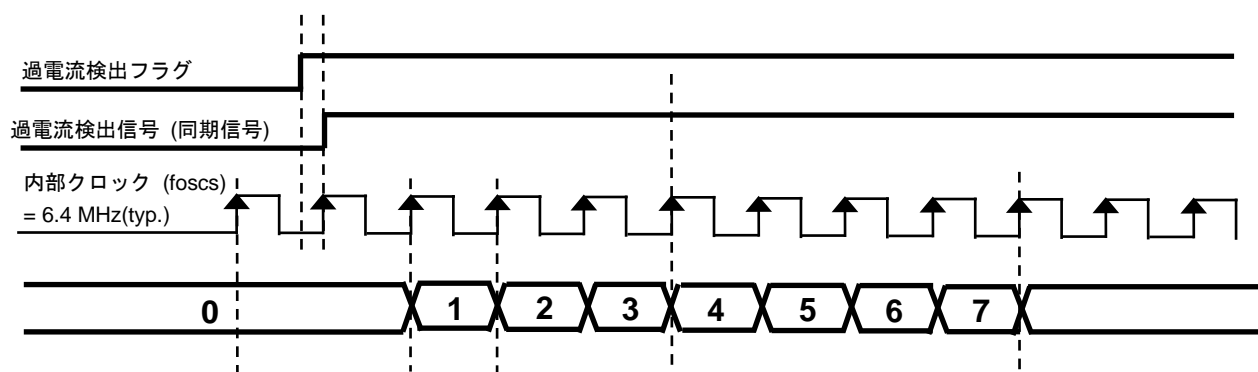 過電流検出フラグ
過電流検出信号 (同期信号)
内部クロック (foscs)
= 6.4 MHz(typ.)
0 1 2 3 4 5 6 7